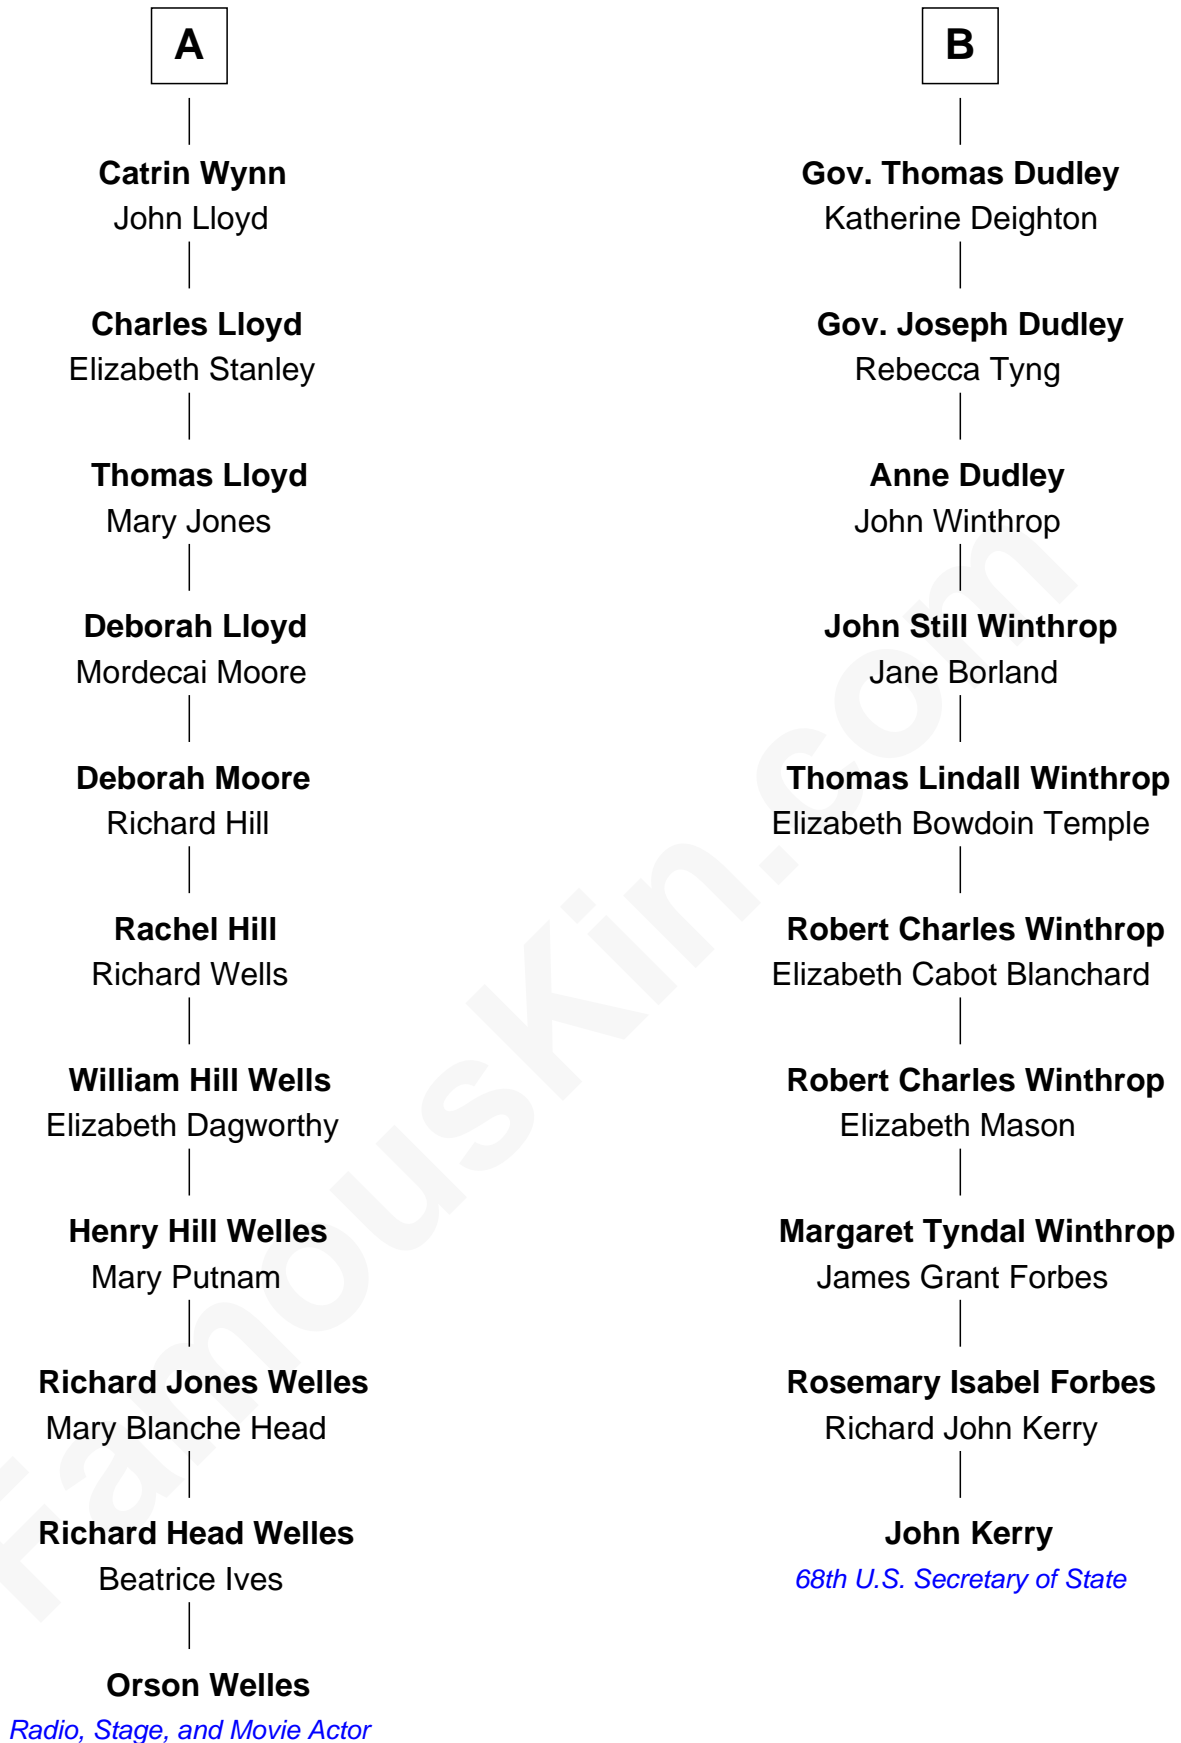 A
Catrin Wynn
John Lloyd
Charles Lloyd
Elizabeth Stanley
Thomas Lloyd
Mary Jones
Deborah Lloyd
Mordecai Moore
Deborah Moore
Richard Hill
Rachel Hill
Richard Wells
William Hill Wells
Elizabeth Dagworthy
Henry Hill Welles
Mary Putnam
Richard Jones Welles
Mary Blanche Head
Richard Head Welles
Beatrice Ives
Orson Welles
Radio, Stage, and Movie Actor
B
Gov. Thomas Dudley
Katherine Deighton
Gov. Joseph Dudley
Rebecca Tyng
Anne Dudley
John Winthrop
John Still Winthrop
Jane Borland
Thomas Lindall Winthrop
Elizabeth Bowdoin Temple
Robert Charles Winthrop
Elizabeth Cabot Blanchard
Robert Charles Winthrop
Elizabeth Mason
Margaret Tyndal Winthrop
James Grant Forbes
Rosemary Isabel Forbes
Richard John Kerry
John Kerry
68th U.S. Secretary of State
FamousKin.com